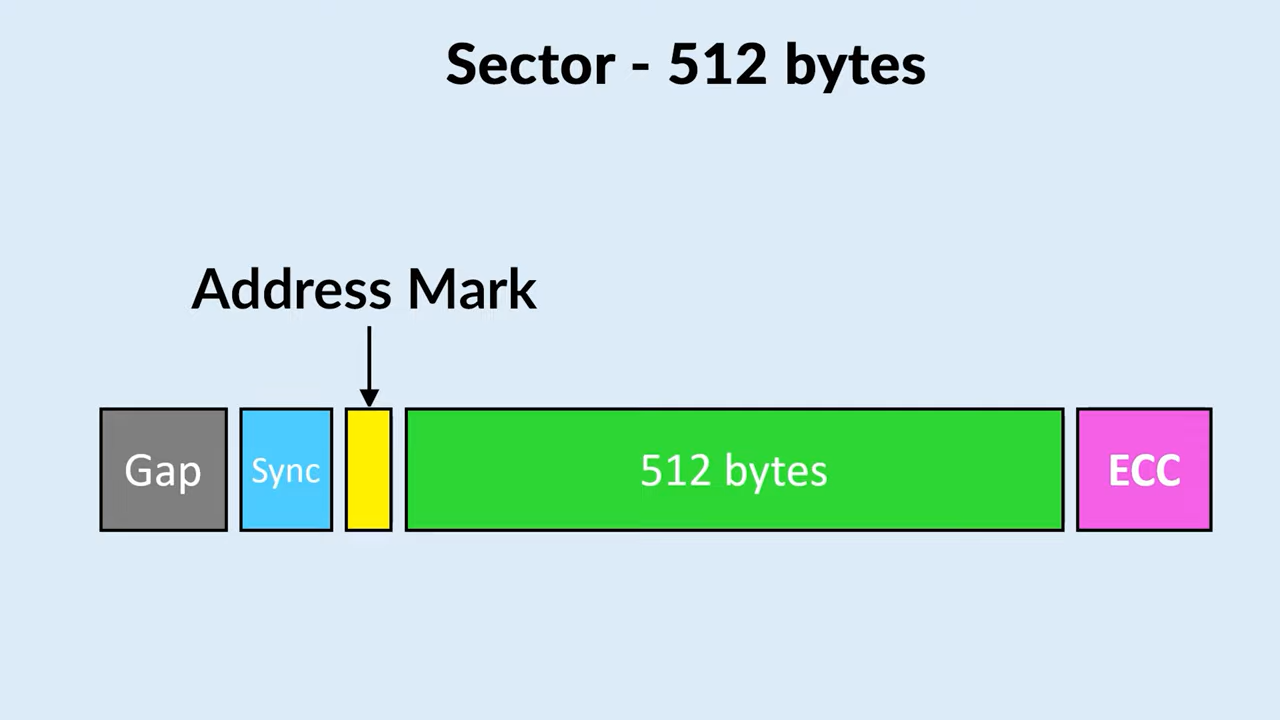 Sector - 512 bytes
Address Mark
Gap
Sync
512 bytes
ECC